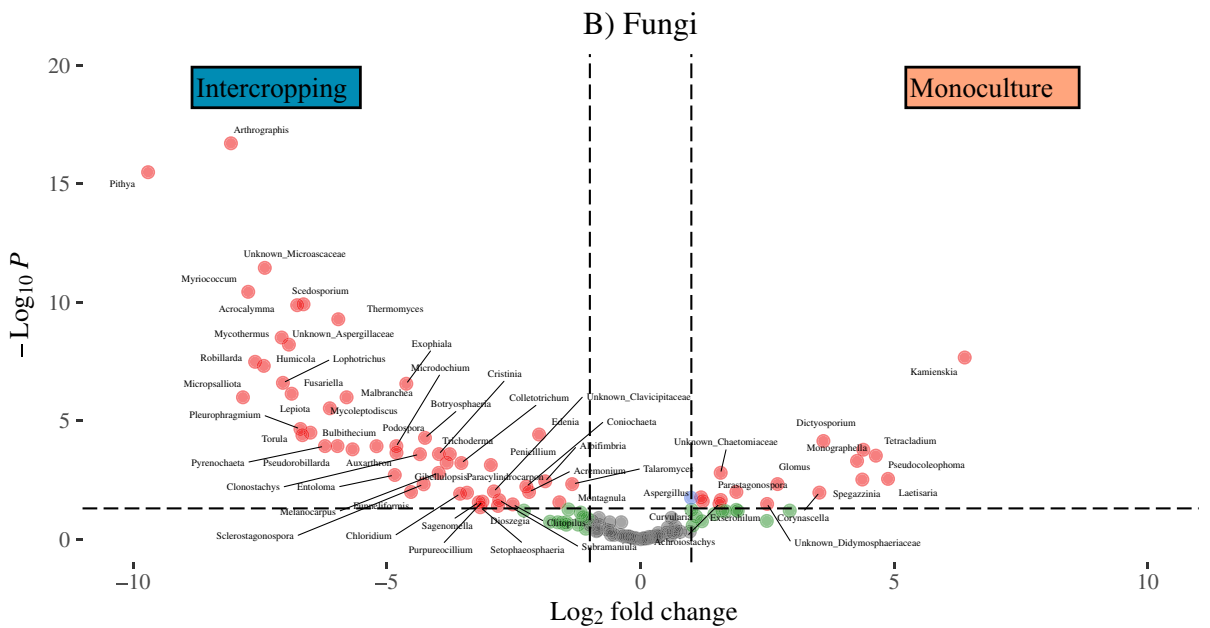 B) Fungi
20
Intercropping
Monoculture
Arthrographis
15
Pithya
Unknown_Microascaceae
Myriococcum
Scedosporium
10
Acrocalymma
Thermomyces
Mycothermus
Unknown_Aspergillaceae
Exophiala
Robillarda
Humicola
Lophotrichus
Microdochium
Kamienskia
Cristinia
Micropsalliota
Fusariella
Malbranchea
Colletotrichum
Unknown_Clavicipitaceae
Lepiota
Mycoleptodiscus
Botryosphaeria
Pleurophragmium
Edenia
Coniochaeta
Dictyosporium
5
Torula
Bulbithecium
Podospora
Trichoderma
Albifimbria
Unknown_Chaetomiaceae
Monographella
Tetracladium
Penicillium
Pyrenochaeta
Pseudorobillarda
Auxarthron
Acremonium
Talaromyces
Glomus
Pseudocoleophoma
Clonostachys
Entoloma
Gibellulopsis
Paracylindrocarpon
Parastagonospora
Aspergillus
Spegazzinia
Laetisaria
Melanocarpus
Funneliformis
Montagnula
Sclerostagonospora
Chloridium
Sagenomella
Dioszegia
Clitopilus
Curvularia
Exserohilum
Corynascella
Purpureocillium
Setophaeosphaeria
Subramaniula
Achroiostachys
Unknown_Didymosphaeriaceae
0
−10
−5
0
5
10
Log2 fold change
−Log10 P